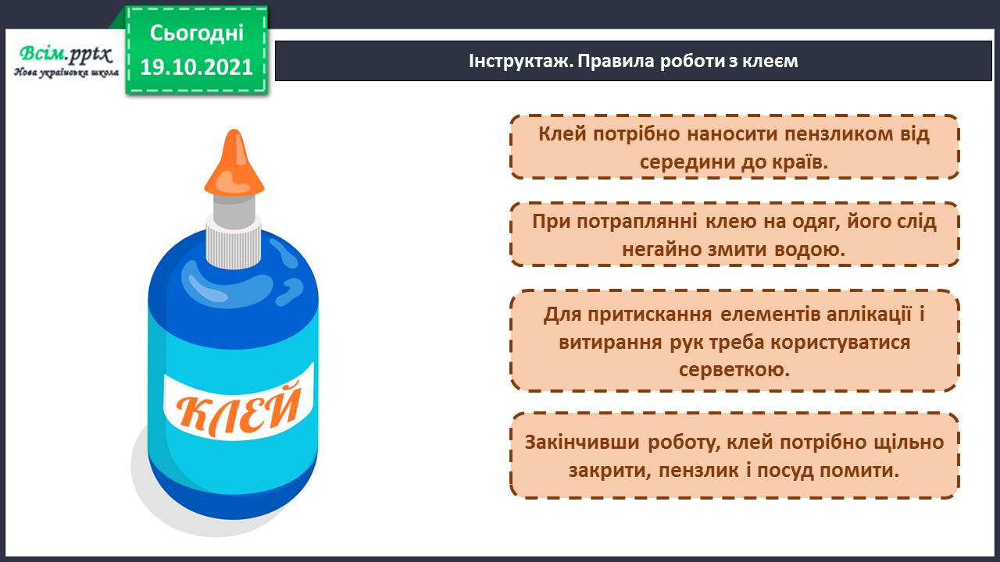 Сьогодні
19.10.2021
Всім.pptx
Нова українська школа
Інструктаж. Правила роботи з клеєм
Клей потрібно наносити пензликом від
середини до країв.
При потраплянні клею на одяг, його слід
негайно змити водою.
Для притискання елементів аплікації і
витирання рук треба користуватися
серветкою.
Закінчивши роботу, клей потрібно щільно
закрити, пензлик і посуд помити.
КЛЕЙ